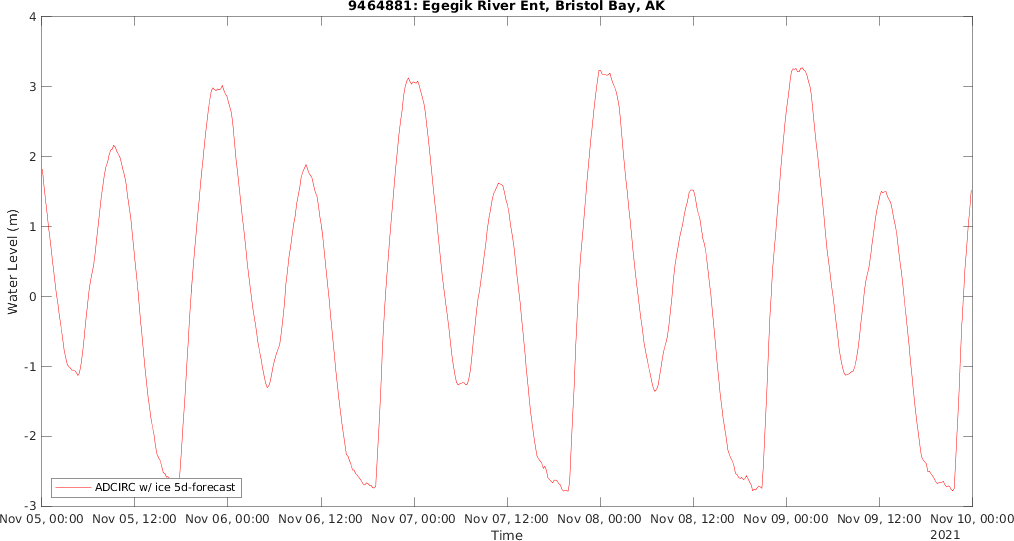 9464881: Egegik River Ent, Bristol Bay, AK
Water Level (m)
4
3
2
1
0
-1
-2
-3
ADCIRC w/ ice 5d-forecast
Nov 05, 00:00 Nov 05, 12:00 Nov 06, 00:00 Nov 06, 12:00 Nov 07, 00:00 Nov 07, 12:00 Nov 08, 00:00 Nov 08, 12:00 Nov 09, 00:00 Nov 09, 12:00 Nov 10, 00:00
Time
2021